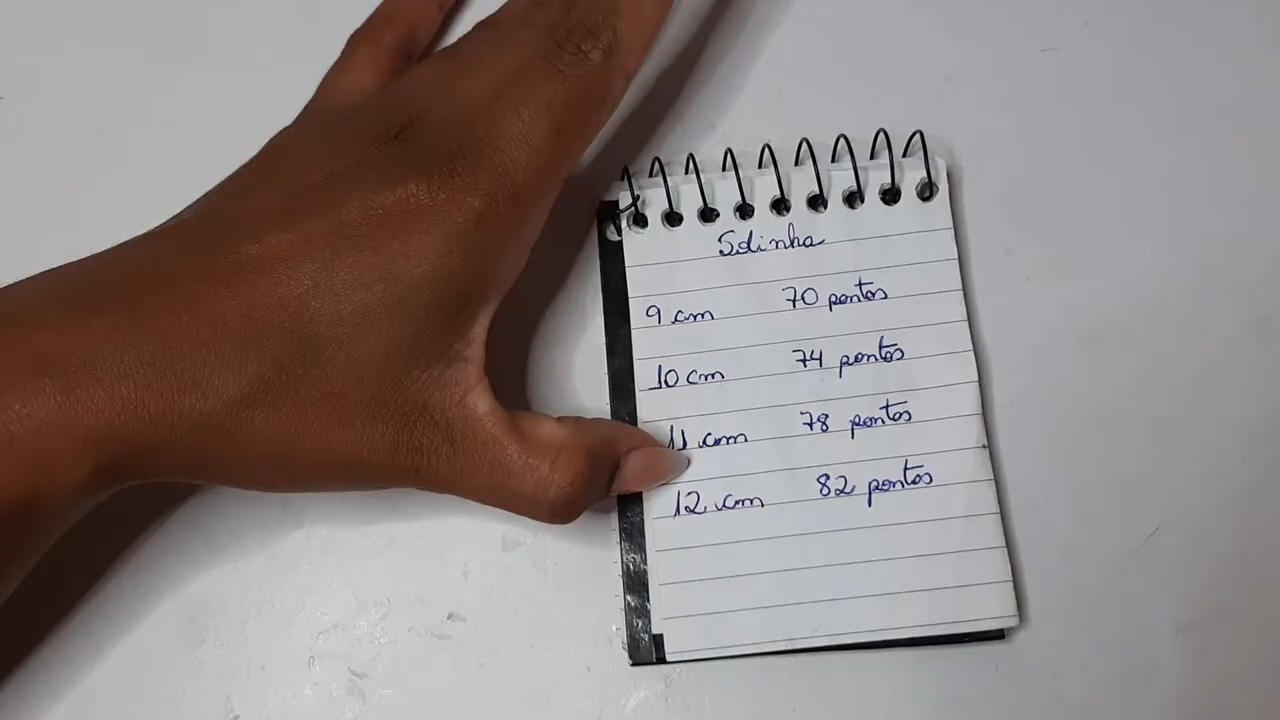 Solinha
9 cm 70 pontos
10 cm 74 pontos
11 cm 78 pontos
12 cm 82 pontos